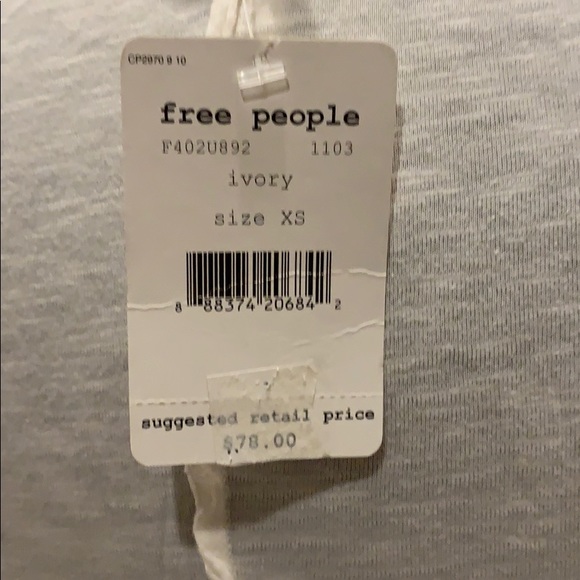 CP2970 9 10
free people
F402U892 1103
ivory
size XS
8 88374 20684 2
suggested retail price
$78.00